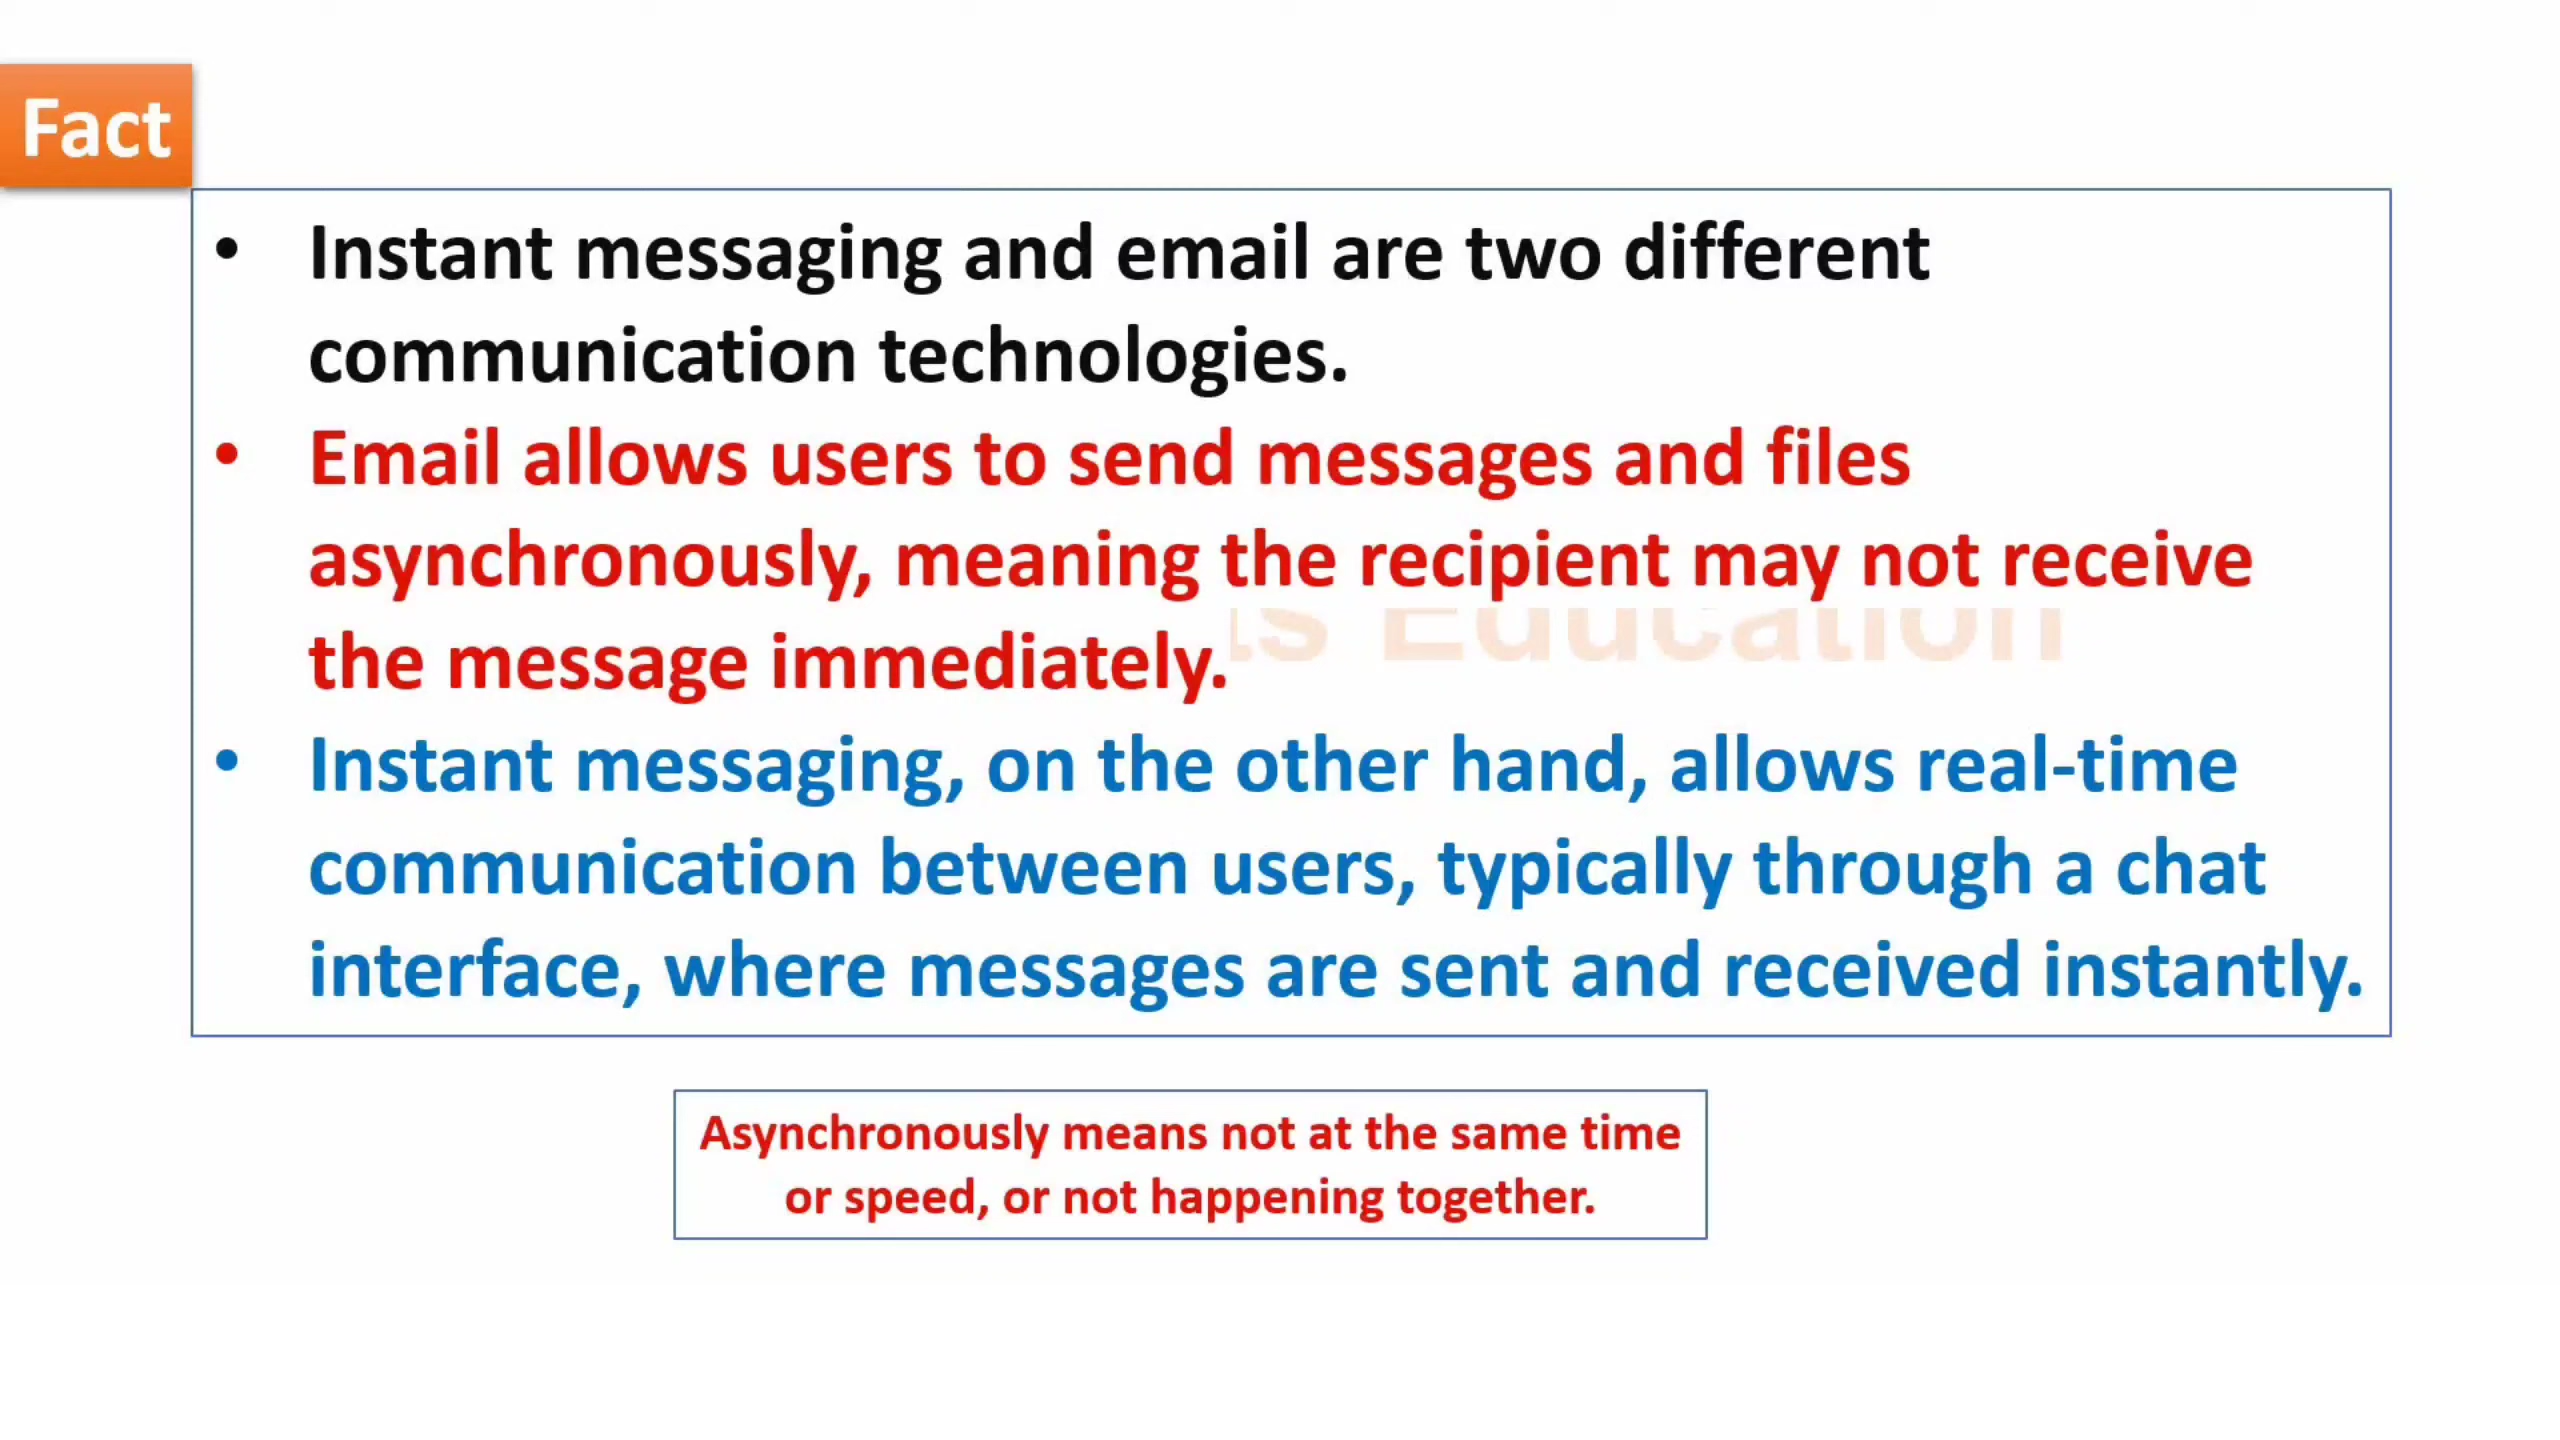 Fact
• Instant messaging and email are two different
communication technologies.
• Email allows users to send messages and files
asynchronously, meaning the recipient may not receive
the message immediately.
Education
• Instant messaging, on the other hand, allows real-time
communication between users, typically through a chat
interface, where messages are sent and received instantly.
Asynchronously means not at the same time
or speed, or not happening together.